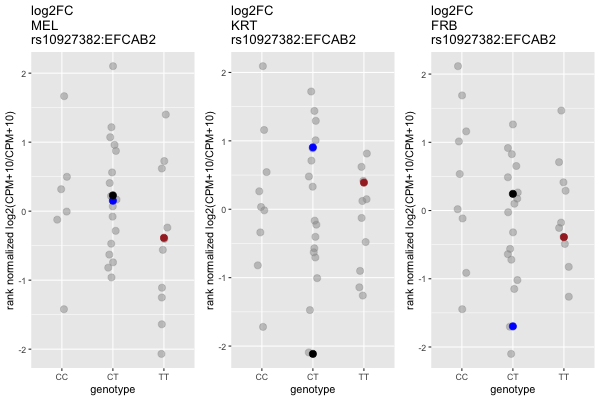 log2FC
MEL
rs10927382:EFCAB2
rank normalized log2(CPM+10/CPM+10)
2
1
0
-1
-2
CC
CT
TT
genotype
log2FC
KRT
rs10927382:EFCAB2
rank normalized log2(CPM+10/CPM+10)
2
1
0
-1
-2
CC
CT
TT
genotype
log2FC
FRB
rs10927382:EFCAB2
rank normalized log2(CPM+10/CPM+10)
2
1
0
-1
-2
CC
CT
TT
genotype